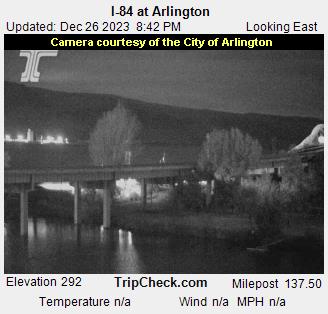 I-84 at Arlington
Updated: Dec 26 2023 8:42 PM Looking East
Camera courtesy of the City of Arlington
Elevation 292 TripCheck.com Milepost 137.50
Temperature n/a Wind n/a MPH n/a